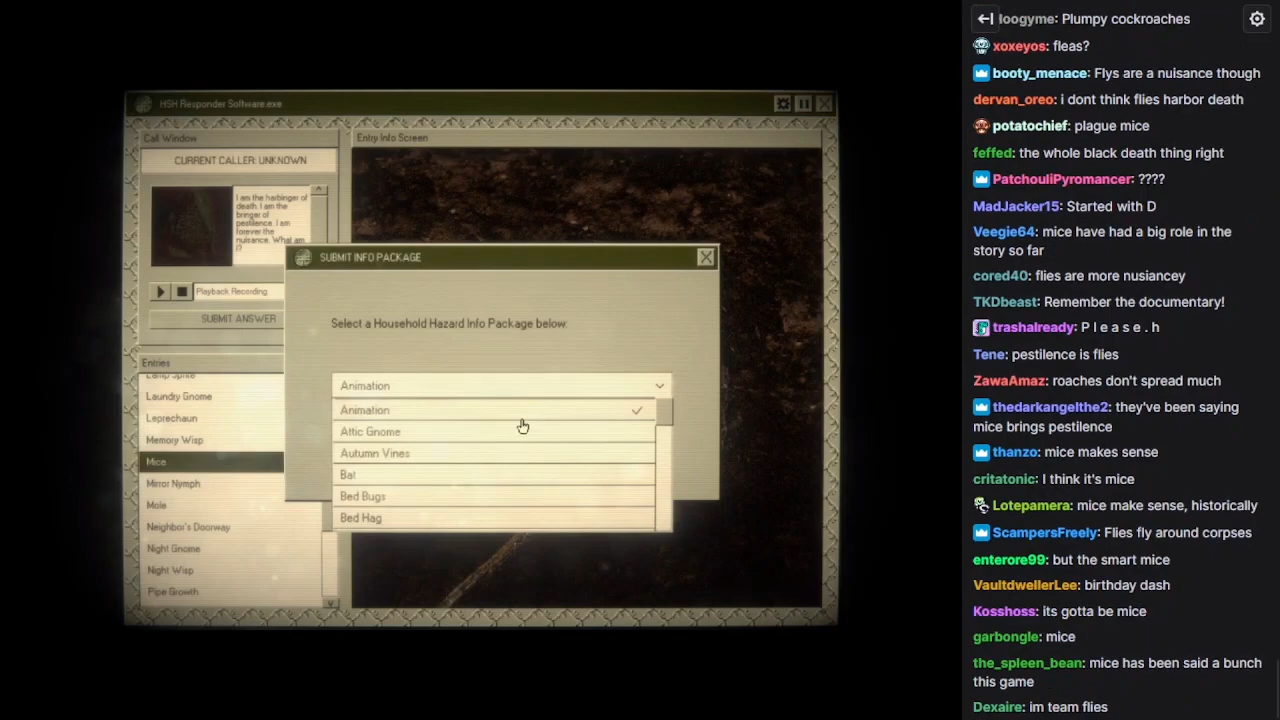 HSH Responder Software.exe
Call Window
CURRENT CALLER: UNKNOWN
I am the harbinger of
death. I am the
bringer of
pestilence. I am
forever the
nuisance. What am
I?
Playback Recording
SUBMIT ANSWER
Entries
Lamp Sprite
Laundry Gnome
Leprechaun
Memory Wisp
Mice
Mirror Nymph
Mole
Neighbor's Doorway
Night Gnome
Night Wisp
Pipe Growth
Entry Info Screen
SUBMIT INFO PACKAGE
Select a Household Hazard Info Package below:
Animation
Animation
Attic Gnome
Autumn Vines
Bat
Bed Bugs
Bed Hag
loogyme: Plumpy cockroaches
xoxeyos: fleas?
booty_menace: Flys are a nuisance though
dervan_oreo: i dont think flies harbor death
potatochief: plague mice
feffed: the whole black death thing right
PatchouliPyromancer: ????
MadJacker15: Started with D
Veegie64: mice have had a big role in the
story so far
cored40: flies are more nusiancey
TKDbeast: Remember the documentary!
trashalready: P l e a s e . h
Tene: pestilence is flies
ZawaAmaz: roaches don't spread much
thedarkangelthe2: they've been saying
mice brings pestilence
thanzo: mice makes sense
critatonic: I think it's mice
Lotepamera: mice make sense, historically
ScampersFreely: Flies fly around corpses
enterore99: but the smart mice
VaultdwellerLee: birthday dash
Kosshoss: its gotta be mice
garbongle: mice
the_spleen_bean: mice has been said a bunch
this game
Dexaire: im team flies